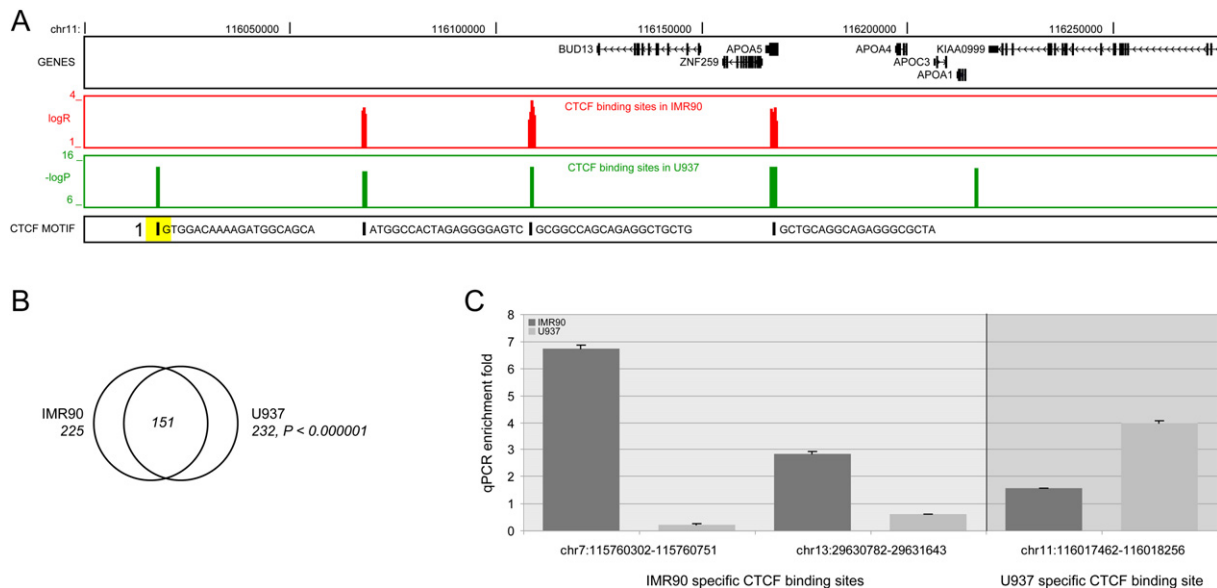 A
chr11: 116050000 116100000 116150000 116200000 116250000
BUD13 APOA5 APOA4 KIAA0999
GENES ZNF259 APOC3
APOA1
4
CTCF binding sites in IMR90
logR
1
16
CTCF binding sites in U937
-logP
6
CTCF MOTIF 1 GTGGACAAAAGATGGCAGCA ATGGCCACTAGAGGGGAGTC GCGGCCAGCAGAGGCTGCTG GCTGCAGGCAGAGGGCGCTA
B
IMR90 151 U937
225 232, P < 0.000001
C
8
IMR90
U937
7
6
5
4
3
2
1
0
qPCR enrichment fold
chr7:115760302-115760751 chr13:29630782-29631643 chr11:116017462-116018256
IMR90 specific CTCF binding sites U937 specific CTCF binding site